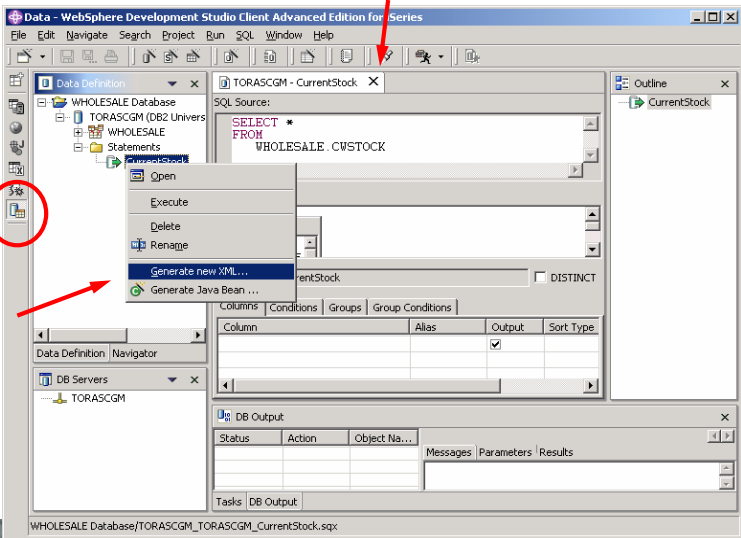 Data - WebSphere Development Studio Client Advanced Edition for iSeries
File Edit Navigate Search Project Run SQL Window Help
Data Definition
WHOLESALE Database
TORASCGM (DB2 Univers
WHOLESALE
Statements
CurrentStock
Open
Execute
Delete
Rename
Generate new XML...
Generate Java Bean ...
Data Definition Navigator
DB Servers
TORASCGM
TORASCGM - CurrentStock
SQL Source:
SELECT *
FROM
WHOLESALE.CWSTOCK
rentStock
DISTINCT
Columns Conditions Groups Group Conditions
Column Alias Output Sort Type
DB Output
Status Action Object Na...
Messages Parameters Results
Tasks DB Output
Outline
CurrentStock
WHOLESALE Database/TORASCGM_TORASCGM_CurrentStock.sqx